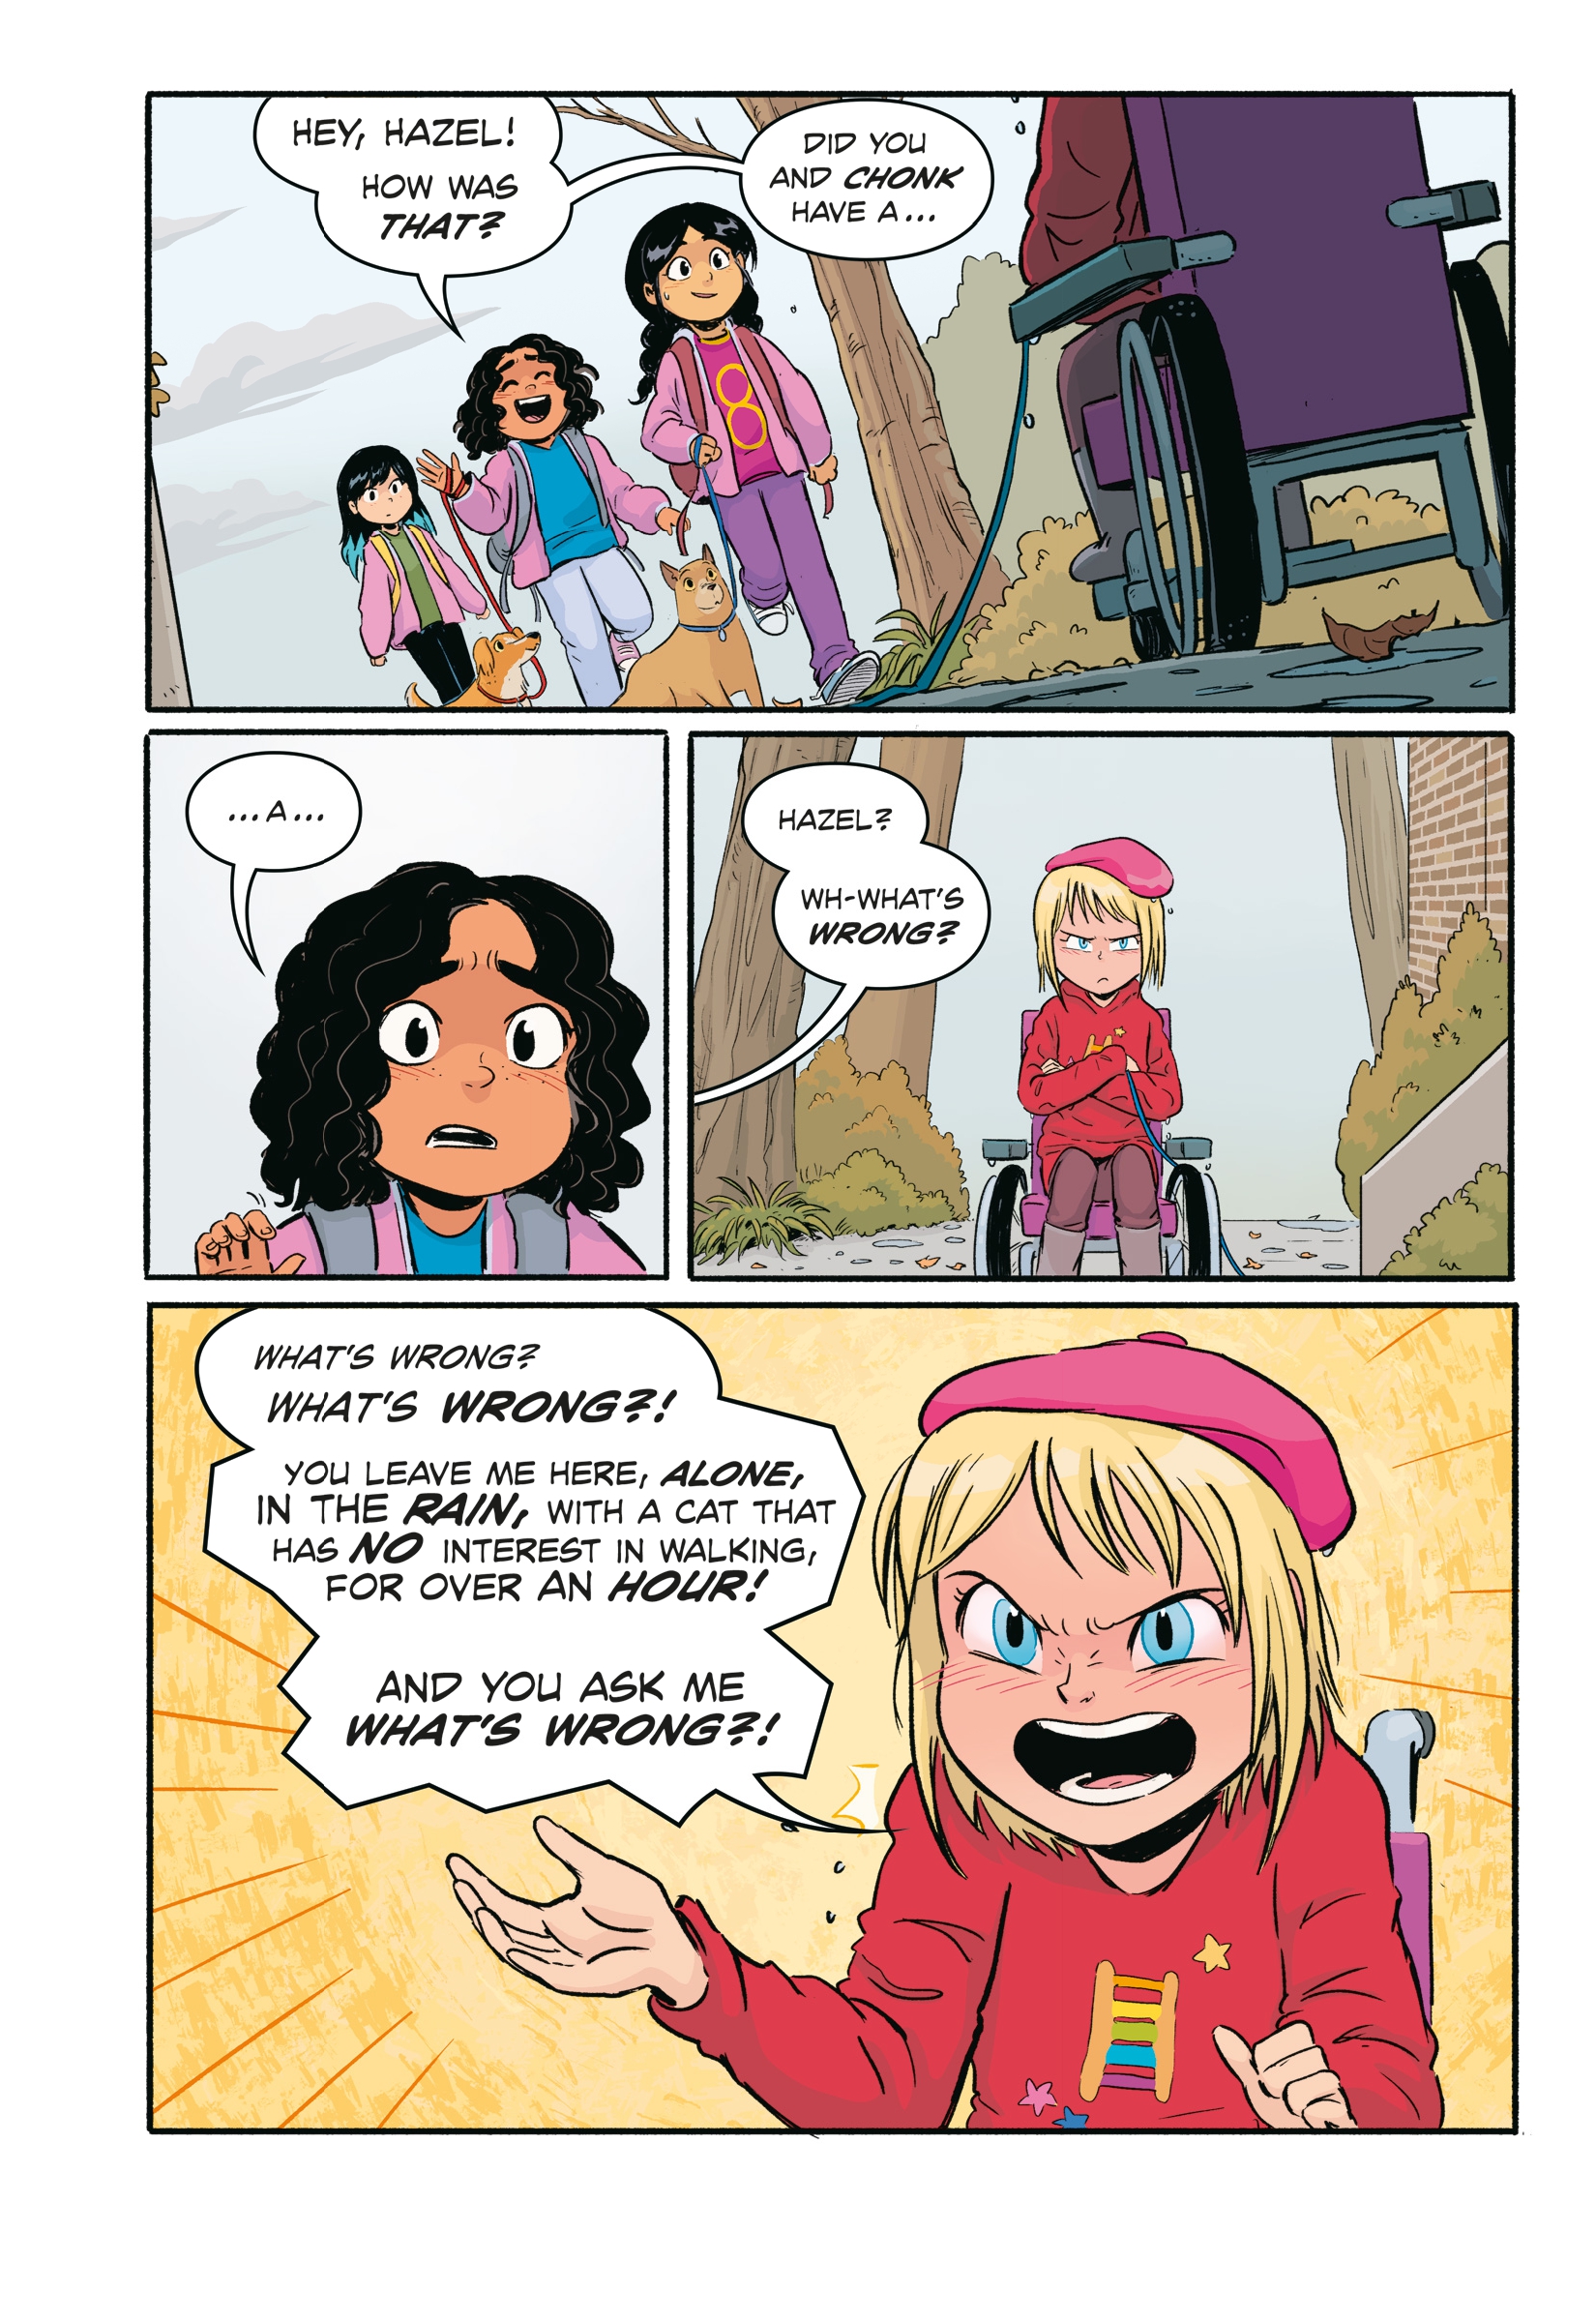 HEY, HAZEL!
HOW WAS
THAT?
DID YOU
AND CHONK
HAVE A...
...A...
HAZEL?
WH-WHAT'S
WRONG?
WHAT'S WRONG?
WHAT'S WRONG?!
YOU LEAVE ME HERE, ALONE,
IN THE RAIN, WITH A CAT THAT
HAS NO INTEREST IN WALKING,
FOR OVER AN HOUR!
AND YOU ASK ME
WHAT'S WRONG?!